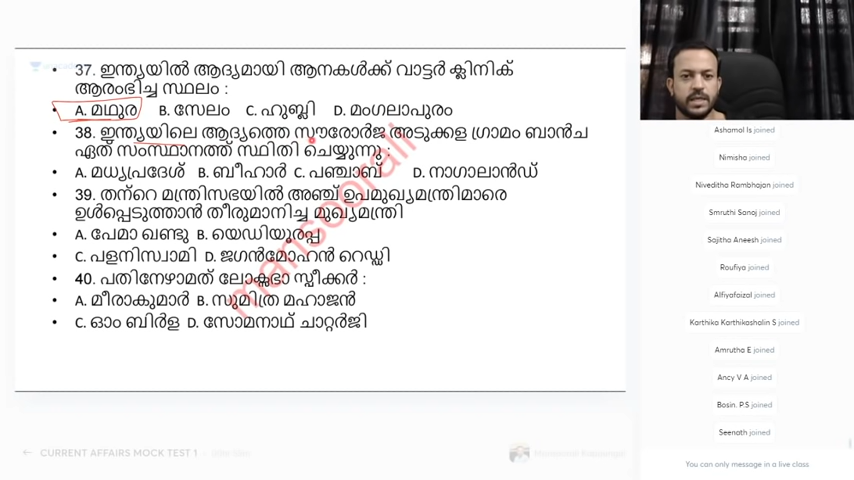 37. ഇന്ത്യയിൽ ആദ്യമായി ആനകൾക്ക് വാട്ടർ ക്ലിനിക്
ആരംഭിച്ച സ്ഥലം :
A. മഥുര B. സേലം C. ഹുബ്ലി D. മംഗലാപുരം
38. ഇന്ത്യയിലെ ആദ്യത്തെ സൗരോർജ അടുക്കള ഗ്രാമം ബാൻച
ഏത് സംസ്ഥാനത്ത് സ്ഥിതി ചെയ്യുന്നു :
A. മധ്യപ്രദേശ് B. ബീഹാർ C. പഞ്ചാബ് D. നാഗാലാൻഡ്
39. തന്റെ മന്ത്രിസഭയിൽ അഞ്ച് ഉപമുഖ്യമന്ത്രിമാരെ
ഉൾപ്പെടുത്താൻ തീരുമാനിച്ച മുഖ്യമന്ത്രി
A. പേമാ ഖണ്ടു B. യെഡിയൂരപ്പ
C. പളനിസ്വാമി D. ജഗൻമോഹൻ റെഡ്ഡി
40. പതിനേഴാമത് ലോക്സഭാ സ്പീക്കർ :
A. മീരാകുമാർ B. സുമിത്ര മഹാജൻ
C. ഓം ബിർള D. സോമനാഥ് ചാറ്റർജി
mansoorali
CURRENT AFFAIRS MOCK TEST 1
Ashamol Is joined
Nimisha joined
Niveditha Rambhajan joined
Smruthi Sanoj joined
Sajitha Aneesh joined
Roufiya joined
Alfiyafaizal joined
Karthika Karthikashalin S joined
Amrutha E joined
Ancy V A joined
Bosin. P.S joined
Seenath joined
You can only message in a live class